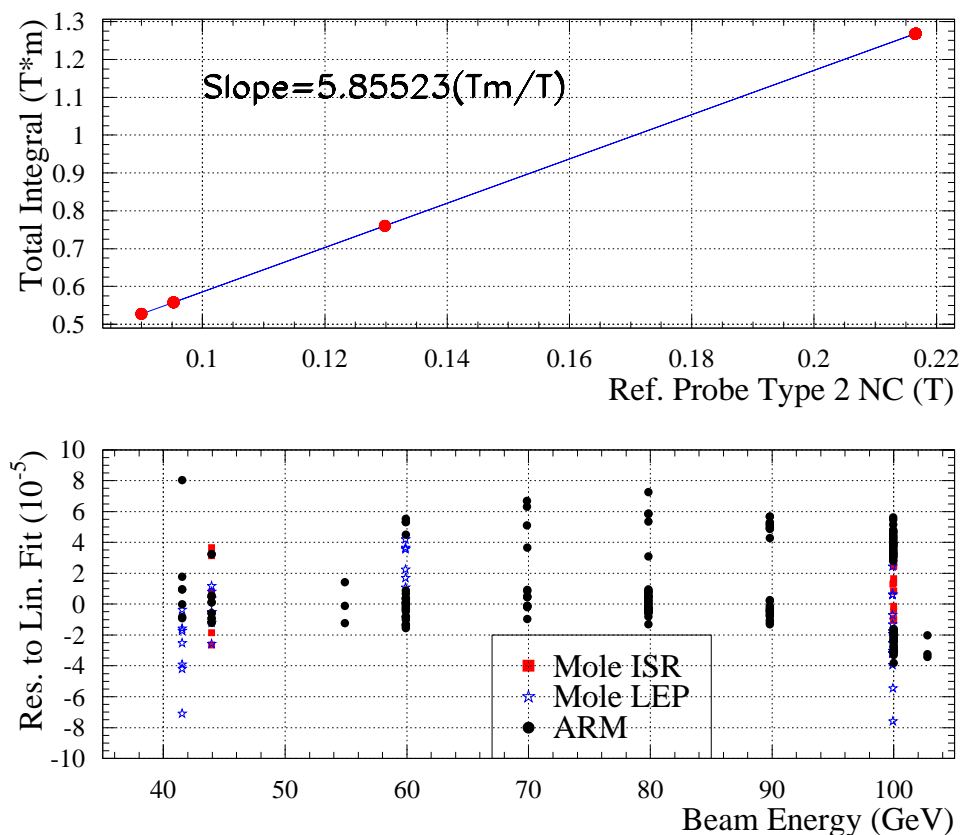 1.3
1.2
1.1
1
0.9
0.8
0.7
0.6
0.5
Total Integral (T*m)
Slope=5.85523(Tm/T)
0.1 0.12 0.14 0.16 0.18 0.2 0.22
Ref. Probe Type 2 NC (T)
10
8
6
4
2
0
-2
-4
-6
-8
-10
Res. to Lin. Fit (10⁻⁵)
Mole ISR
Mole LEP
ARM
40 50 60 70 80 90 100
Beam Energy (GeV)